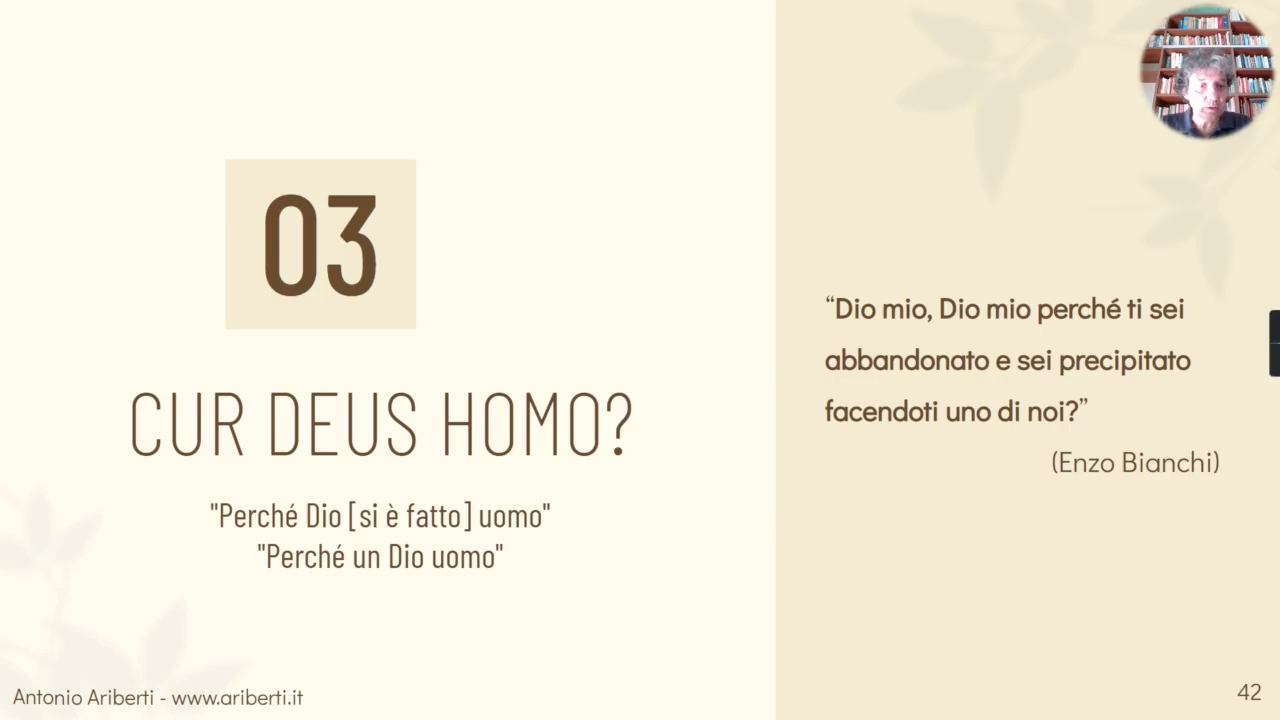 03
CUR DEUS HOMO?
"Perché Dio [si è fatto] uomo"
"Perché un Dio uomo"
“Dio mio, Dio mio perché ti sei
abbandonato e sei precipitato
facendoti uno di noi?”
(Enzo Bianchi)
Antonio Ariberti - www.ariberti.it
42